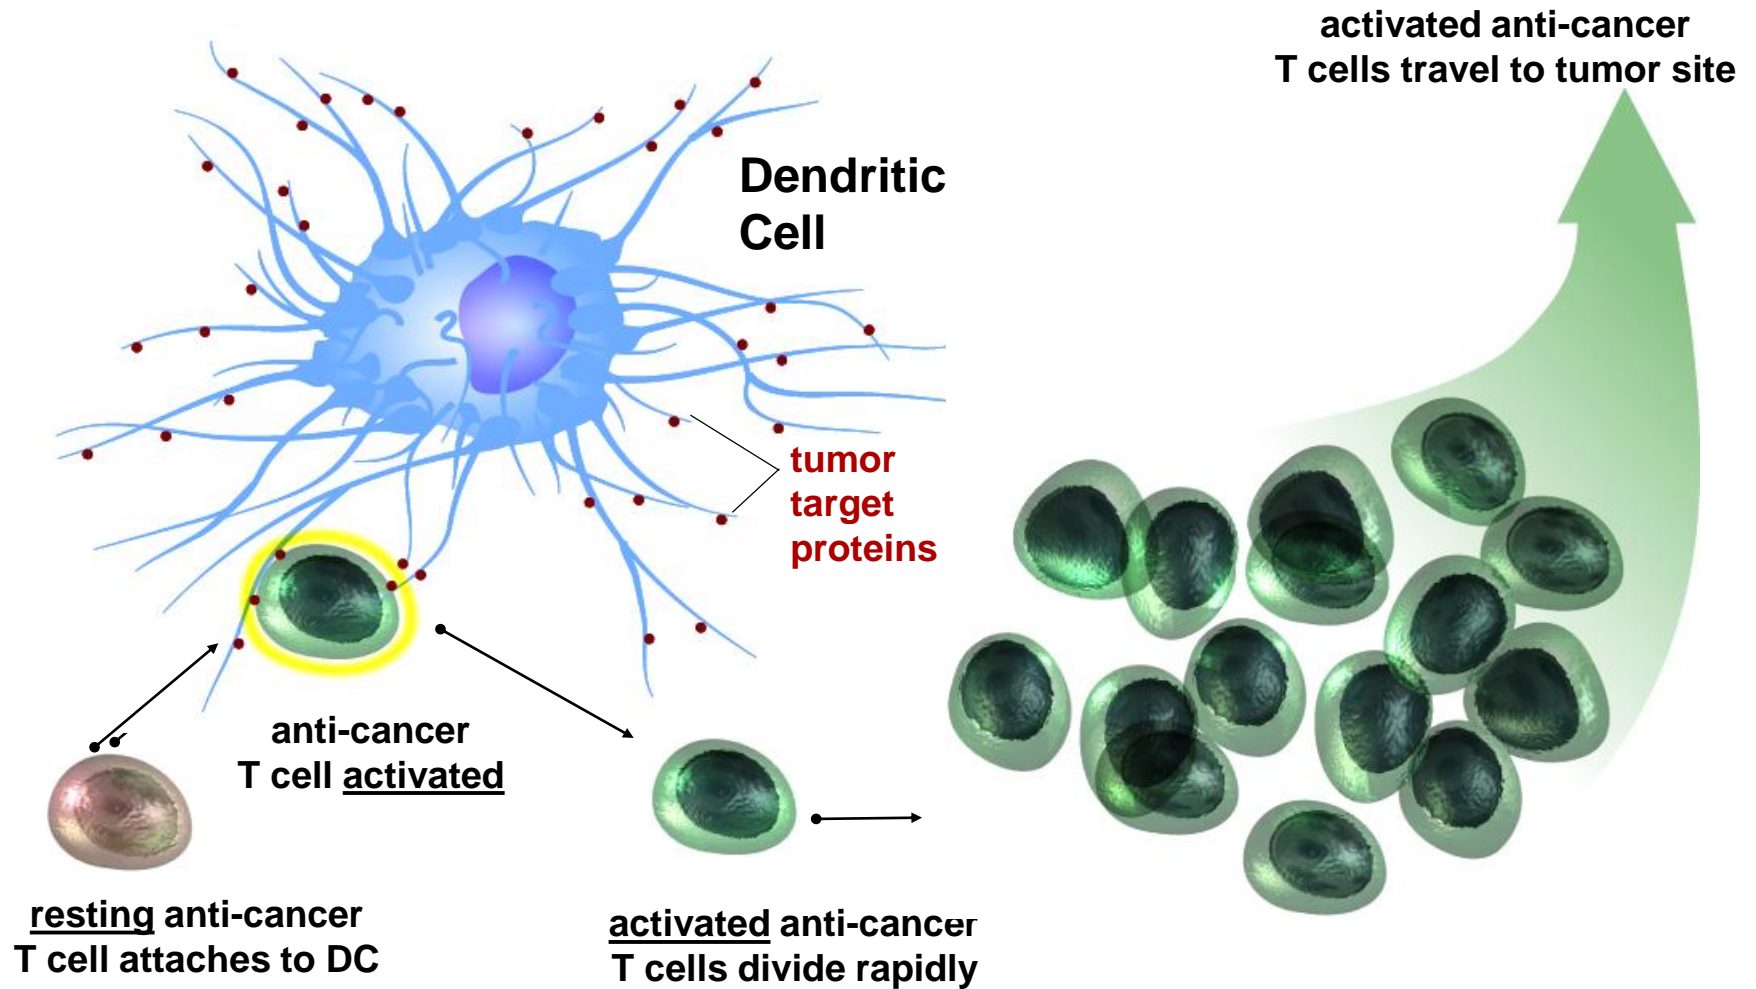 activated anti-cancer
T cells travel to tumor site
Dendritic
Cell
tumor
target
proteins
anti-cancer
T cell activated
resting anti-cancer
T cell attaches to DC
activated anti-cancer
T cells divide rapidly